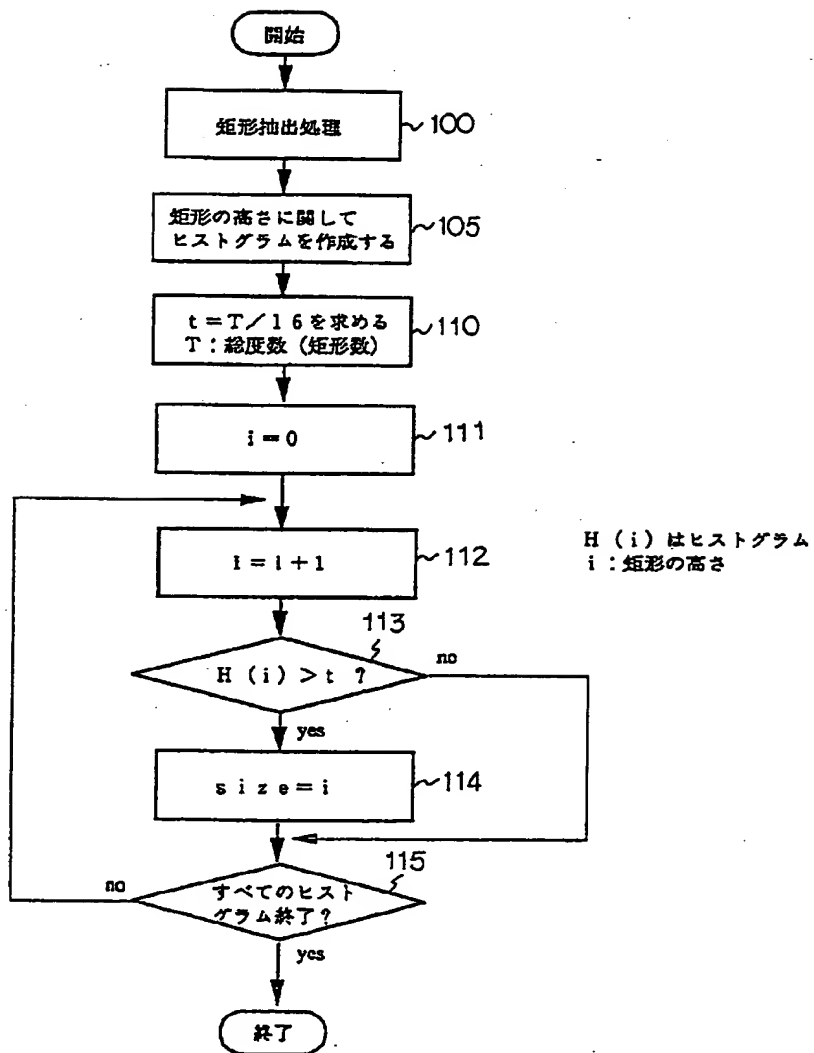 開始
矩形抽出処理
100
矩形の高さに関して
ヒストグラムを作成する
105
t=T/16を求める
T:総度数(矩形数)
110
i=0
111
i=i+1
112
H(i)はヒストグラム
i:矩形の高さ
113
H(i)>t ?
no
yes
size=i
114
115
no
すべてのヒスト
グラム終了?
yes
終了